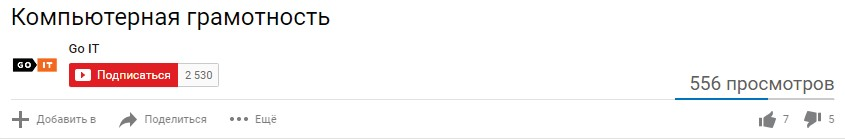 Компьютерная грамотность
Go IT
GO IT
Подписаться 2 530
556 просмотров
Добавить в Поделиться Ещё 7 5